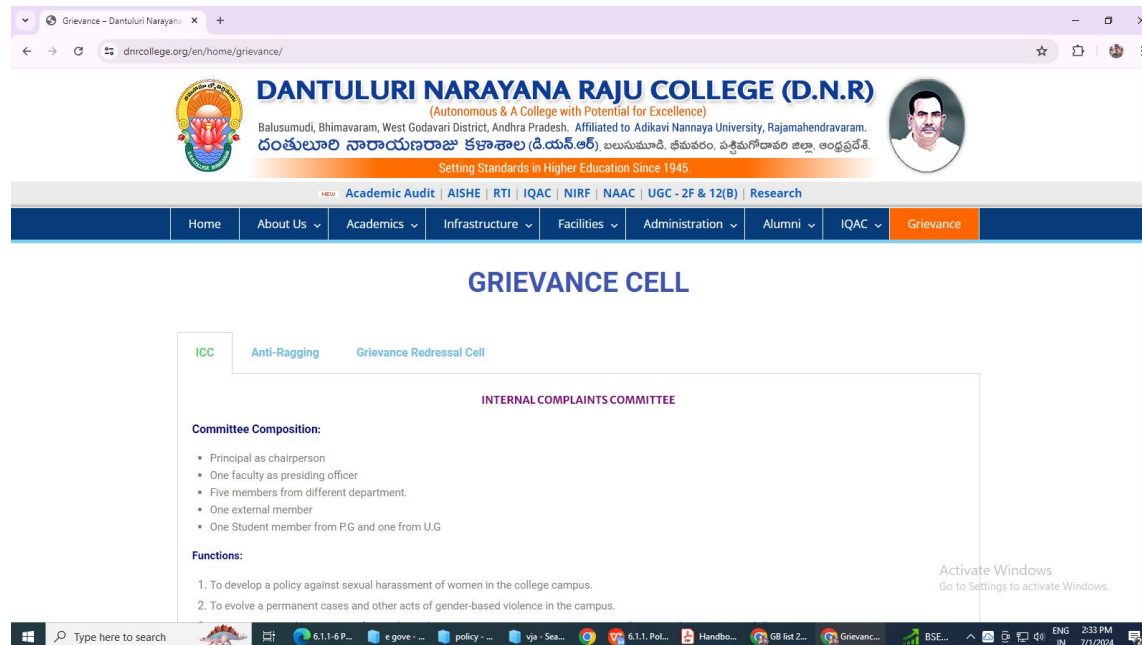 Grievance – Dantuluri Narayan
dnrcollege.org/en/home/grievance/
DANTULURI NARAYANA RAJU COLLEGE (D.N.R)
(Autonomous & A College with Potential for Excellence)
Balusumudi, Bhimavaram, West Godavari District, Andhra Pradesh. Affiliated to Adikavi Nannaya University, Rajamahendravaram.
దంతులూరి నారాయణరాజు కళాశాల (డి.యన్.ఆర్), బలుసుమూడి, భీమవరం, పశ్చిమగోదావరి జిల్లా, ఆంధ్రప్రదేశ్.
Setting Standards in Higher Education Since 1945.
NEW Academic Audit | AISHE | RTI | IQAC | NIRF | NAAC | UGC - 2F & 12(B) | Research
Home About Us Academics Infrastructure Facilities Administration Alumni IQAC Grievance
GRIEVANCE CELL
ICC Anti-Ragging Grievance Redressal Cell
INTERNAL COMPLAINTS COMMITTEE
Committee Composition:
• Principal as chairperson
• One faculty as presiding officer
• Five members from different department.
• One external member
• One Student member from P.G and one from U.G
Functions:
1. To develop a policy against sexual harassment of women in the college campus.
2. To evolve a permanent cases and other acts of gender-based violence in the campus.
Activate Windows
Go to Settings to activate Windows.
Type here to search 6.1.1-6 P... e gove - ... policy - ... vja - Sea... 6.1.1. Pol... Handbo... GB list 2... Grievanc... BSE... ENG 2:33 PM
IN 7/1/2024